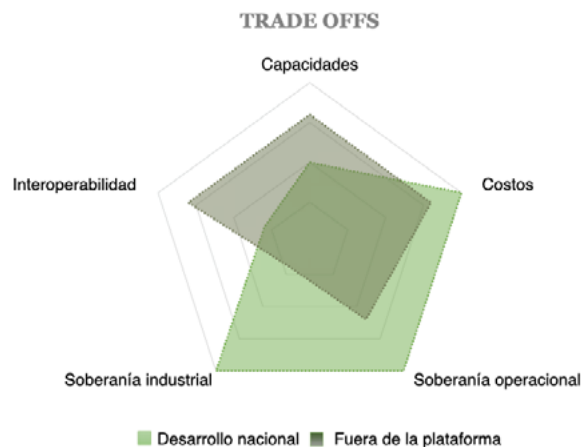 TRADE OFFS
Capacidades
Interoperabilidad
Costos
Soberanía industrial
Soberanía operacional
Desarrollo nacional
Fuera de la plataforma